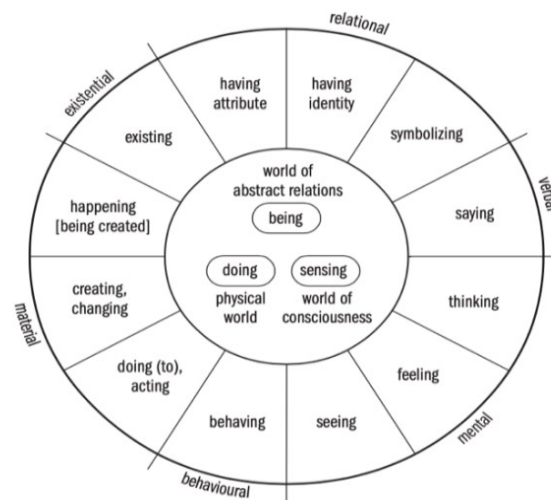 relational
having
attribute
having
identity
existential
existing
symbolizing
world of
abstract relations
being
verbal
happening
[being created]
saying
doing
sensing
physical
world
world of
consciousness
creating,
changing
thinking
material
doing (to),
acting
feeling
behaving
seeing
mental
behavioural